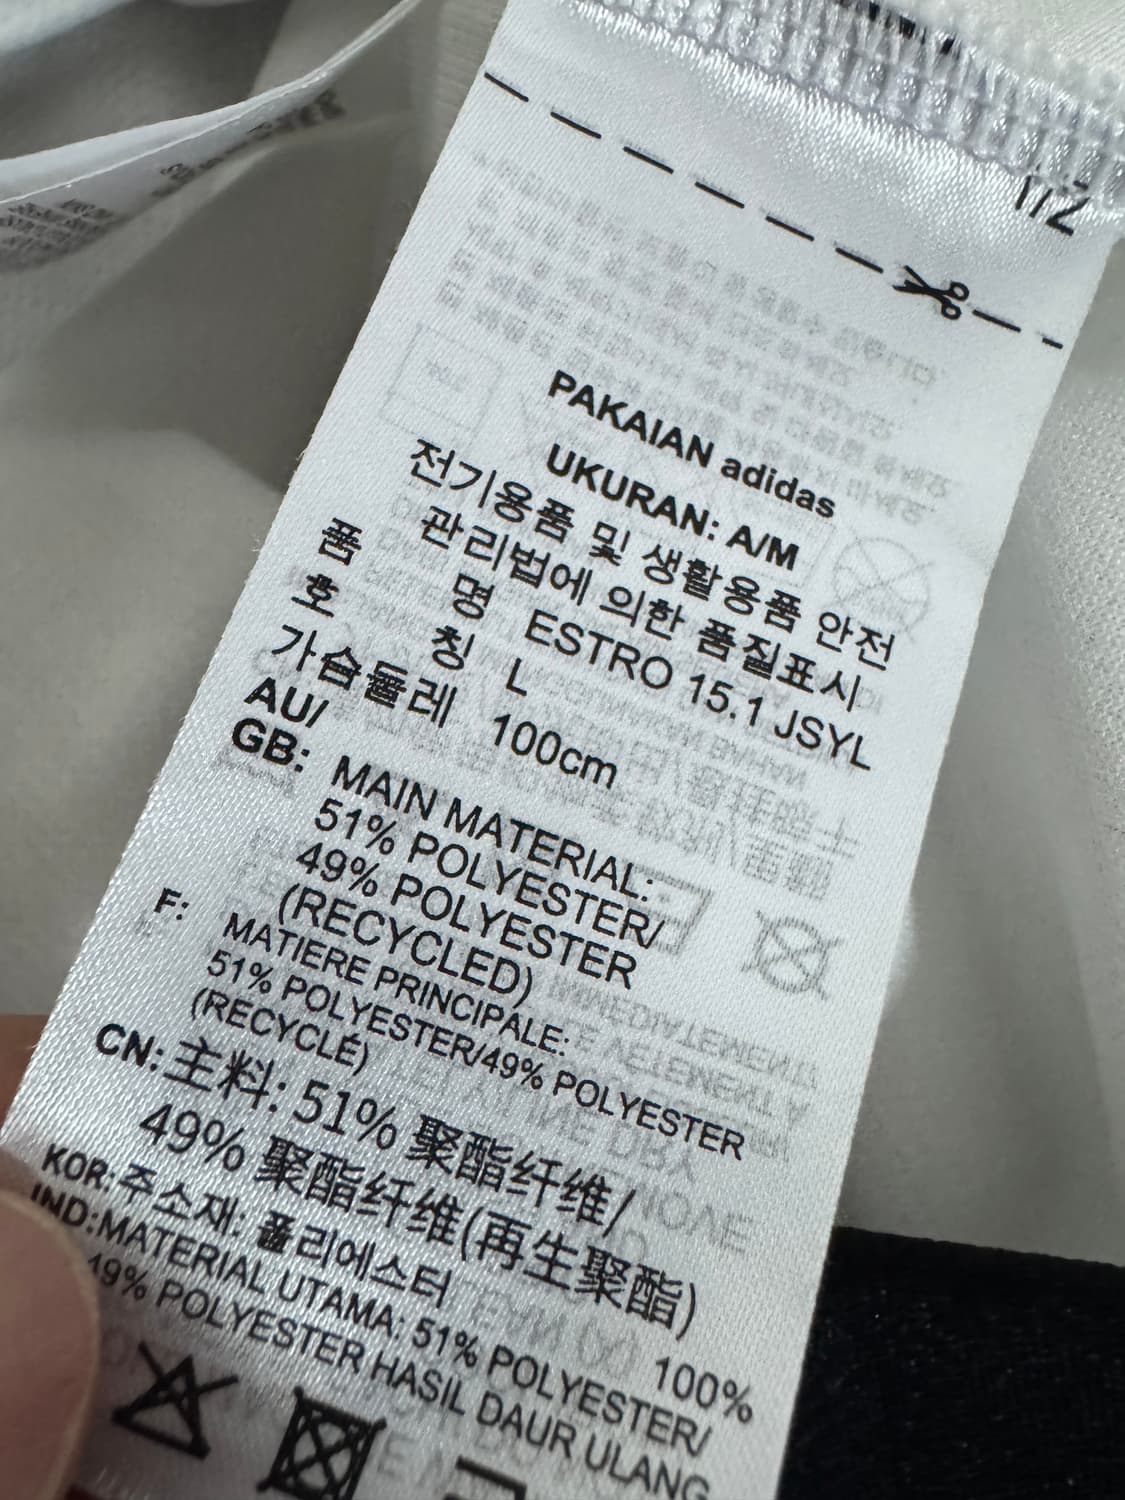 1/2
PAKAIAN adidas
UKURAN: A/M
전기용품 및 생활용품 안전
관리법에 의한 품질표시
품 명 ESTRO 15.1 JSYL
호 칭 L
가슴둘레 100cm
AU/
GB: MAIN MATERIAL:
51% POLYESTER/
49% POLYESTER
(RECYCLED)
F: MATIERE PRINCIPALE:
51% POLYESTER/49% POLYESTER
(RECYCLÉ)
CN: 主料: 51% 聚酯纤维/
49% 聚酯纤维(再生聚酯)
KOR: 주소재: 폴리에스터 100%
IND:MATERIAL UTAMA: 51% POLYESTER/
49% POLYESTER HASIL DAUR ULANG